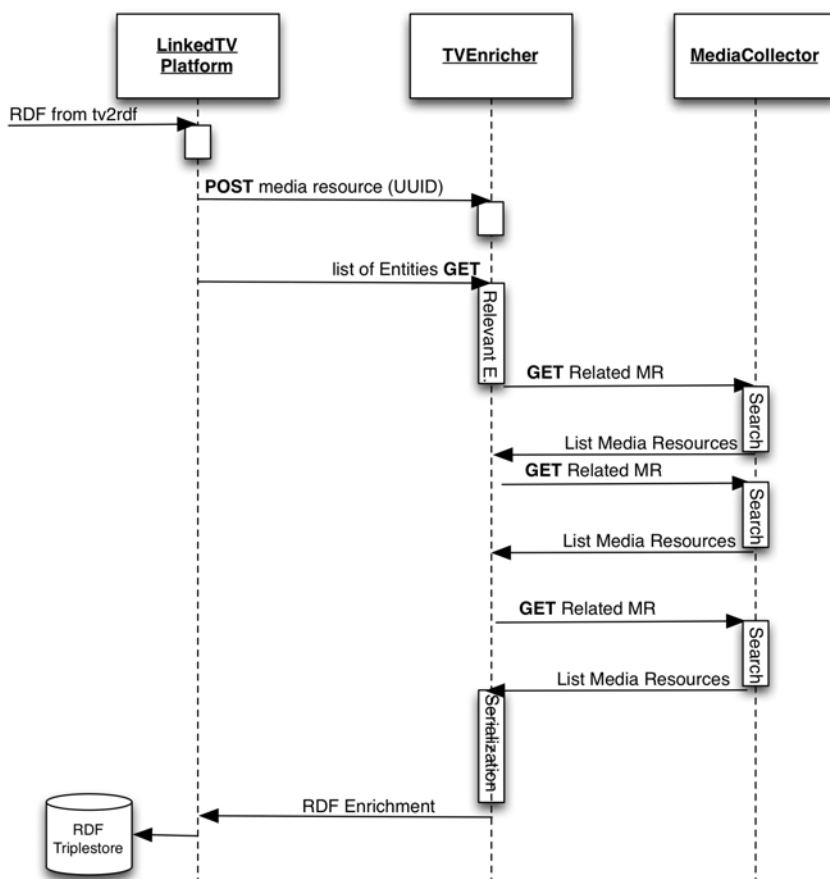 LinkedTV
Platform
TVEnricher
MediaCollector
RDF from tv2rdf
POST media resource (UUID)
list of Entities GET
Relevant E.
GET Related MR
Search
List Media Resources
GET Related MR
Search
List Media Resources
GET Related MR
Search
List Media Resources
Serialization
RDF Enrichment
RDF
Triplestore